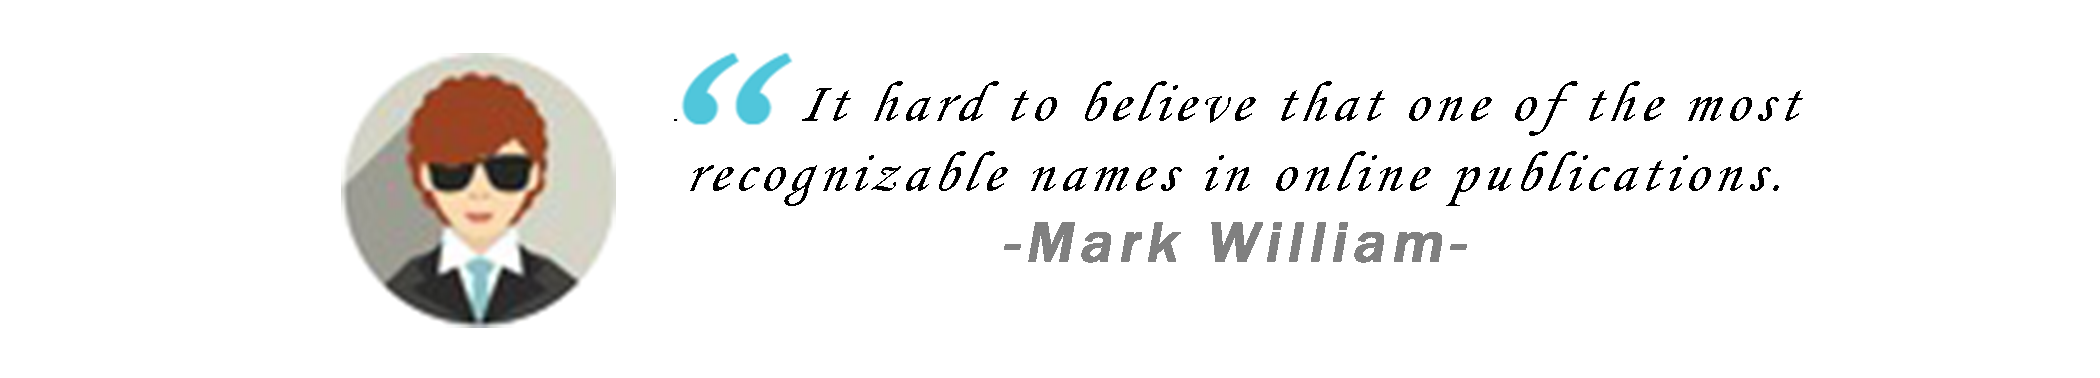 “ It hard to believe that one of the most
recognizable names in online publications.
-Mark William-